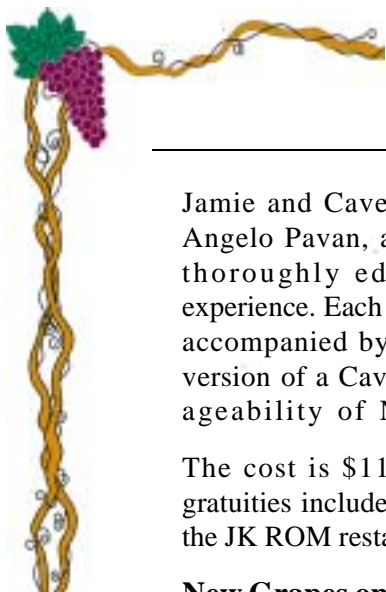 Jamie and Cave
Angelo Pavan, a
thoroughly ed
experience. Each
accompanied by
version of a Cav
ageability of N
The cost is $11
gratuities include
the JK ROM resta
New Grapes on